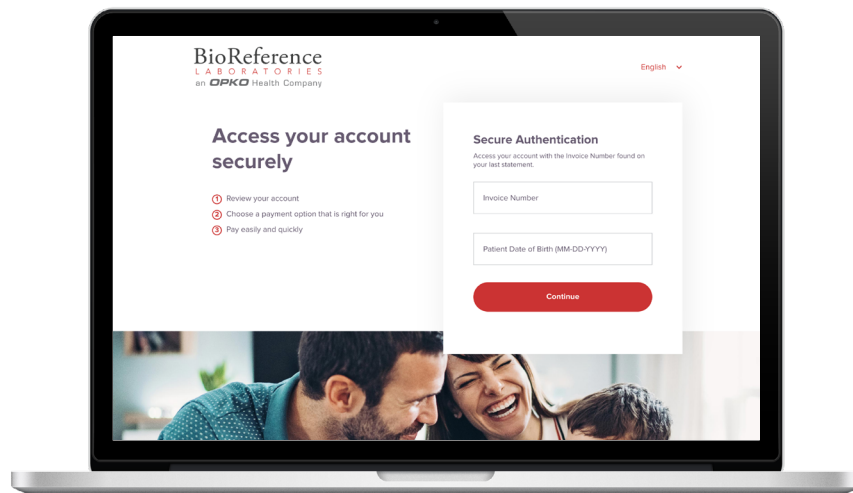 BioReference
LABORATORIES
an OPKO Health Company
English
Access your account
securely
1 Review your account
2 Choose a payment option that is right for you
3 Pay easily and quickly
Secure Authentication
Access your account with the Invoice Number found on
your last statement.
Invoice Number
Patient Date of Birth (MM-DD-YYYY)
Continue